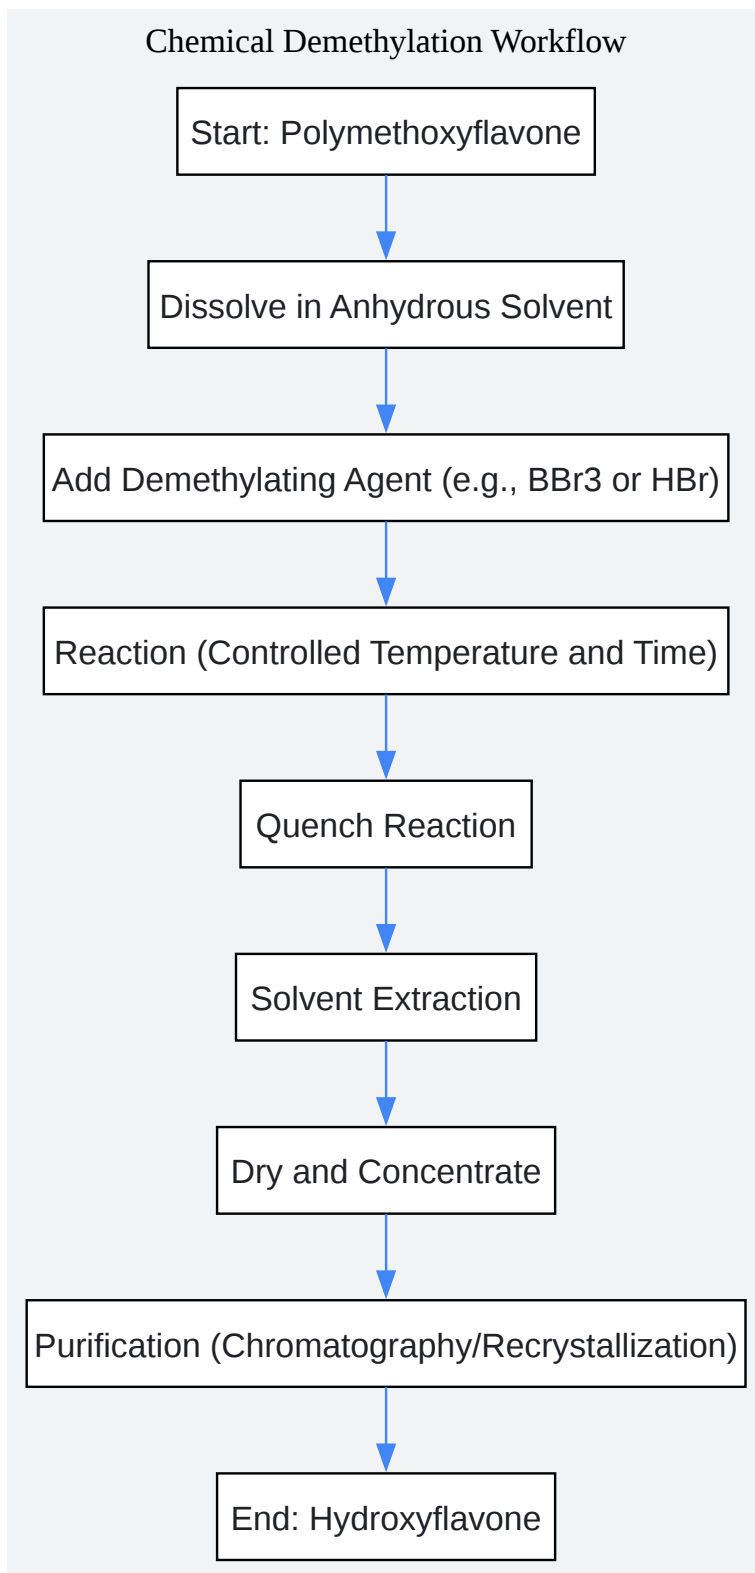 Chemical Demethylation Workflow
Start: Polymethoxyflavone
Dissolve in Anhydrous Solvent
Add Demethylating Agent (e.g., BBr3 or HBr)
Reaction (Controlled Temperature and Time)
Quench Reaction
Solvent Extraction
Dry and Concentrate
Purification (Chromatography/Recrystallization)
End: Hydroxyflavone